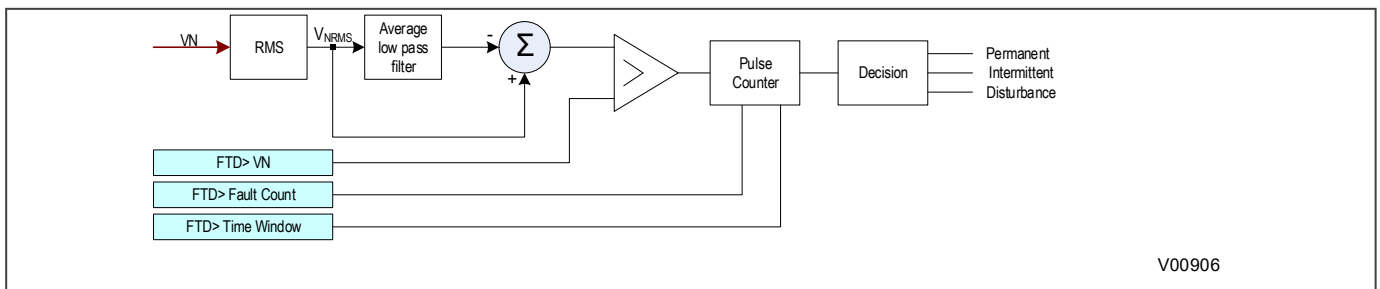 VN
RMS
VNRMS
Average
low pass
filter
-
Σ
+
>
Pulse
Counter
Decision
Permanent
Intermittent
Disturbance
FTD> VN
FTD> Fault Count
FTD> Time Window
V00906